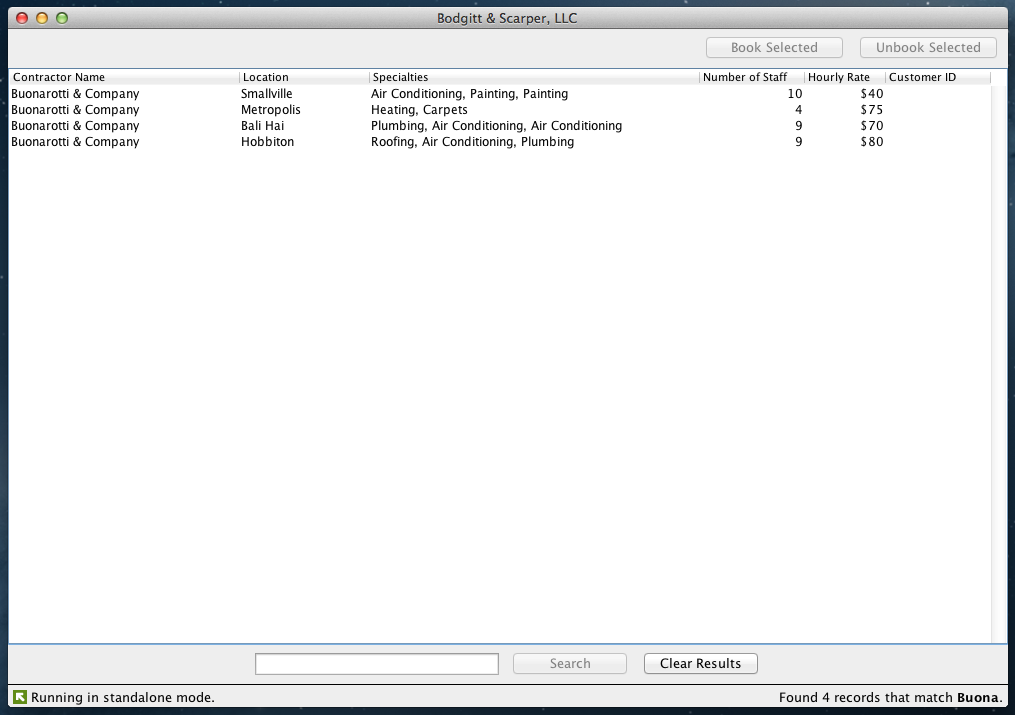 Bodgitt & Scarper, LLC
Book Selected Unbook Selected
Contractor Name Location Specialties Number of Staff Hourly Rate Customer ID
Buonarotti & Company Smallville Air Conditioning, Painting, Painting 10 $40
Buonarotti & Company Metropolis Heating, Carpets 4 $75
Buonarotti & Company Bali Hai Plumbing, Air Conditioning, Air Conditioning 9 $70
Buonarotti & Company Hobbiton Roofing, Air Conditioning, Plumbing 9 $80
Search Clear Results
Running in standalone mode. Found 4 records that match Buona.